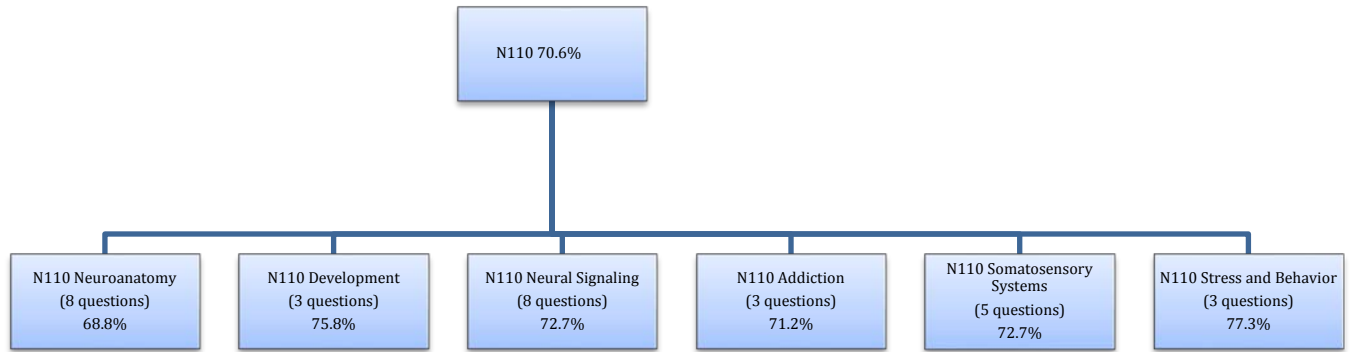 N110 70.6%
N110 Neuroanatomy
(8 questions)
68.8%
N110 Development
(3 questions)
75.8%
N110 Neural Signaling
(8 questions)
72.7%
N110 Addiction
(3 questions)
71.2%
N110 Somatosensory
Systems
(5 questions)
72.7%
N110 Stress and Behavior
(3 questions)
77.3%